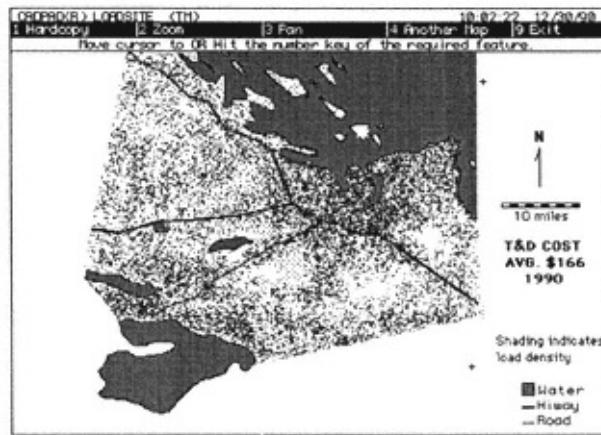 CADPAD(R) LOADSITE (TM) 10:02:22 12/30/90
1 Hardcopy 2 Zoom 3 Pan 4 Another Map 9 Exit
Move cursor to OR Hit the number key of the required feature.
N
10 miles
T&D COST
AVG. $166
1990
Shading indicates
load density
Water
Hiway
Road